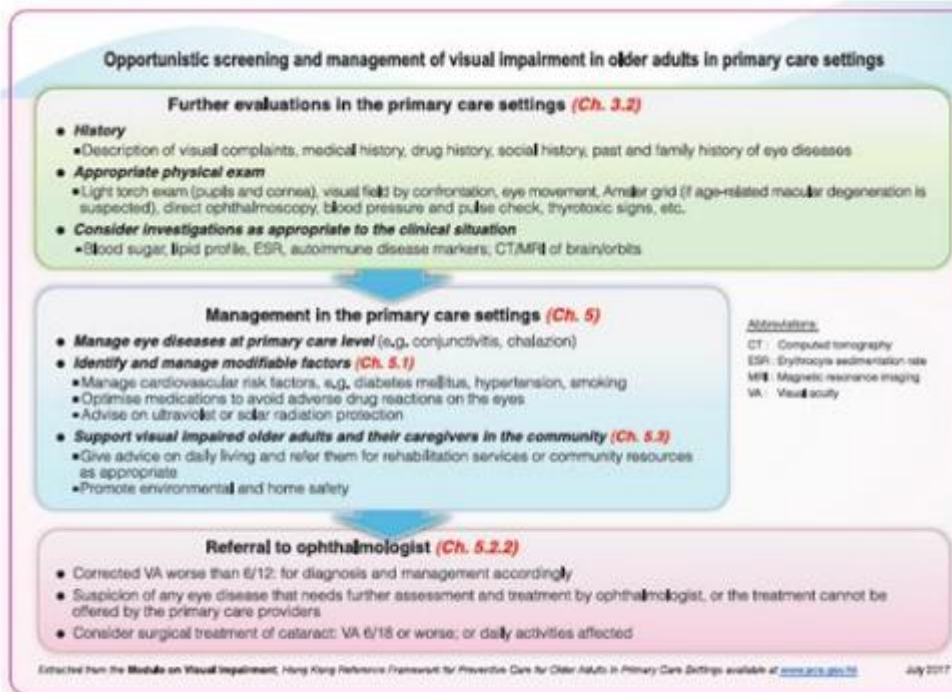 Opportunistic screening and management of visual impairment in older adults in primary care settings
Further evaluations in the primary care settings (Ch. 3.2)
• History
▪Description of visual complaints, medical history, drug history, social history, past and family history of eye diseases
• Appropriate physical exam
▪Light torch exam (pupils and cornea), visual field by confrontation, eye movement, Amsler grid (if age-related macular degeneration is
suspected), direct ophthalmoscopy, blood pressure and pulse check, thyrotoxic signs, etc.
• Consider investigations as appropriate to the clinical situation
▪Blood sugar, lipid profile, ESR, autoimmune disease markers; CT/MRI of brain/orbits
Management in the primary care settings (Ch. 5)
• Manage eye diseases at primary care level (e.g. conjunctivitis, chalazion)
• Identify and manage modifiable factors (Ch. 5.1)
▪Manage cardiovascular risk factors, e.g. diabetes mellitus, hypertension, smoking
▪Optimise medications to avoid adverse drug reactions on the eyes
▪Advise on ultraviolet or solar radiation protection
• Support visual impaired older adults and their caregivers in the community (Ch. 5.3)
▪Give advice on daily living and refer them for rehabilitation services or community resources
as appropriate
▪Promote environmental and home safety
Abbreviations:
CT : Computed tomography
ESR : Erythrocyte sedimentation rate
MRI : Magnetic resonance imaging
VA : Visual acuity
Referral to ophthalmologist (Ch. 5.2.2)
• Corrected VA worse than 6/12: for diagnosis and management accordingly
• Suspicion of any eye disease that needs further assessment and treatment by ophthalmologist, or the treatment cannot be
offered by the primary care providers
• Consider surgical treatment of cataract: VA 6/18 or worse; or daily activities affected
Extracted from the Module on Visual Impairment, Hong Kong Reference Framework for Preventive Care for Older Adults in Primary Care Settings available at www.pco.gov.hk
July 2017